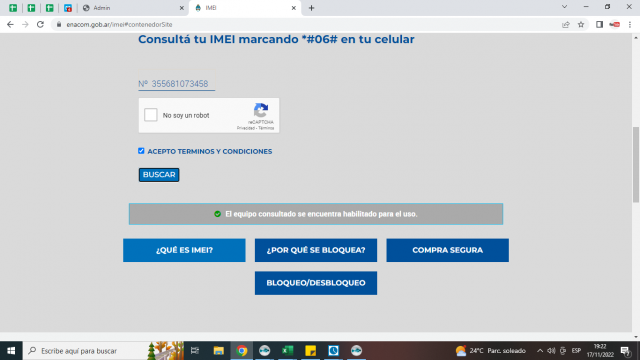 Admin
IMEI
enacom.gob.ar/imei#contenedorSite
Consultá tu IMEI marcando *#06# en tu celular
Nº 355681073458
No soy un robot
reCAPTCHA
Privacidad - Términos
ACEPTO TERMINOS Y CONDICIONES
BUSCAR
El equipo consultado se encuentra habilitado para el uso.
¿QUÉ ES IMEI?
¿POR QUÉ SE BLOQUEA?
COMPRA SEGURA
BLOQUEO/DESBLOQUEO
Escribe aquí para buscar
24°C Parc. soleado
ESP
19:22
17/11/2022